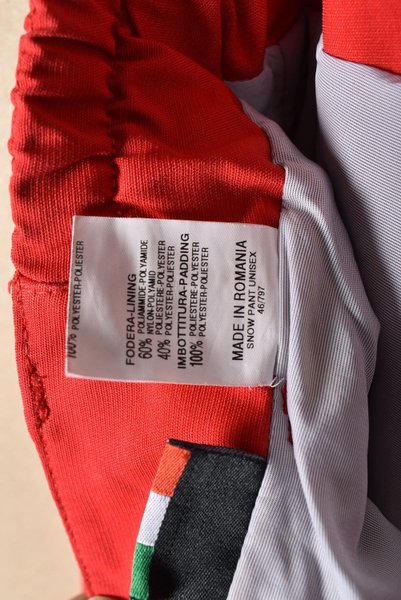 100% POLYESTER-POLIESTER
FODERA-LINING
60% POLIAMMIDE-POLYAMIDE
NYLON-POLYAMID
40% POLIESTERE-POLYESTER
POLYESTER-POLIESTER
IMBOTTITURA-PADDING
100% POLIESTERE-POLYESTER
POLYESTER-POLIESTER
MADE IN ROMANIA
SNOW PANT UNISEX
46/797